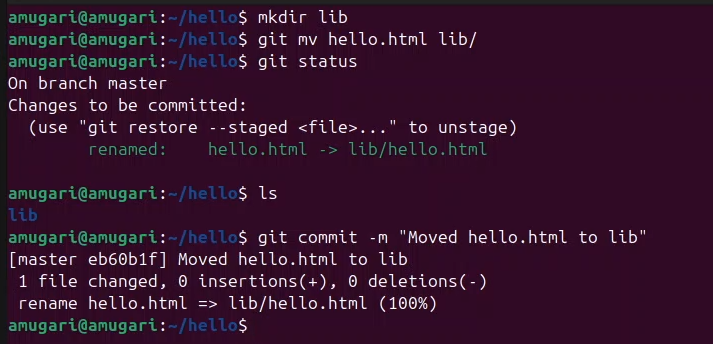 amugari@amugari:~/hello$ mkdir lib
amugari@amugari:~/hello$ git mv hello.html lib/
amugari@amugari:~/hello$ git status
On branch master
Changes to be committed:
  (use "git restore --staged <file>..." to unstage)
        renamed:    hello.html -> lib/hello.html

amugari@amugari:~/hello$ ls
lib
amugari@amugari:~/hello$ git commit -m "Moved hello.html to lib"
[master eb60b1f] Moved hello.html to lib
 1 file changed, 0 insertions(+), 0 deletions(-)
 rename hello.html => lib/hello.html (100%)
amugari@amugari:~/hello$